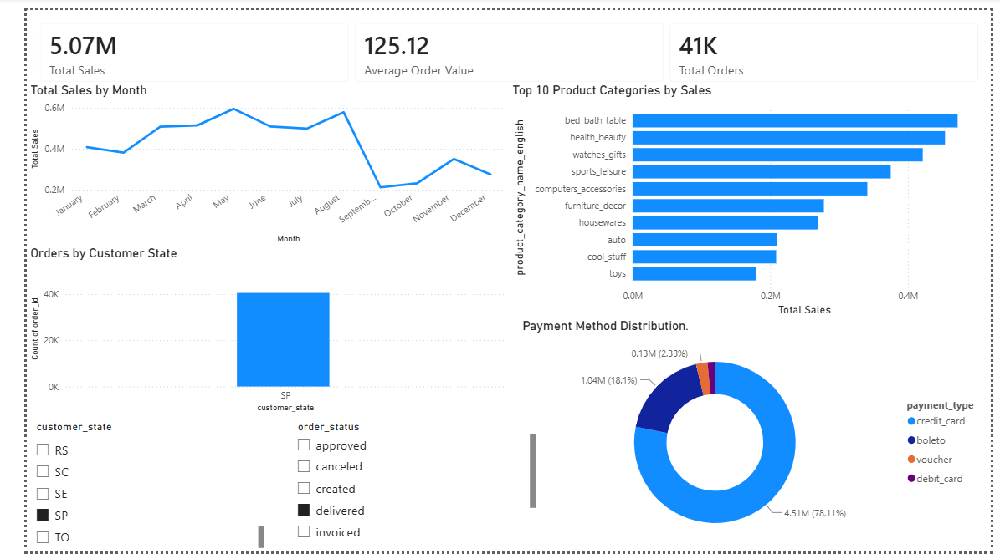 5.07M
Total Sales
125.12
Average Order Value
41K
Total Orders
Total Sales by Month
Total Sales
0.6M
0.4M
0.2M
January
February
March
April
May
June
July
August
Septemb...
October
November
December
Month
Top 10 Product Categories by Sales
product_category_name_english
bed_bath_table
health_beauty
watches_gifts
sports_leisure
computers_accessories
furniture_decor
housewares
auto
cool_stuff
toys
0.0M
0.2M
0.4M
Total Sales
Orders by Customer State
Count of order_id
40K
20K
0K
SP
customer_state
Payment Method Distribution.
0.13M (2.33%)
1.04M (18.1%)
4.51M (78.11%)
payment_type
credit_card
boleto
voucher
debit_card
customer_state
RS
SC
SE
SP
TO
order_status
approved
canceled
created
delivered
invoiced